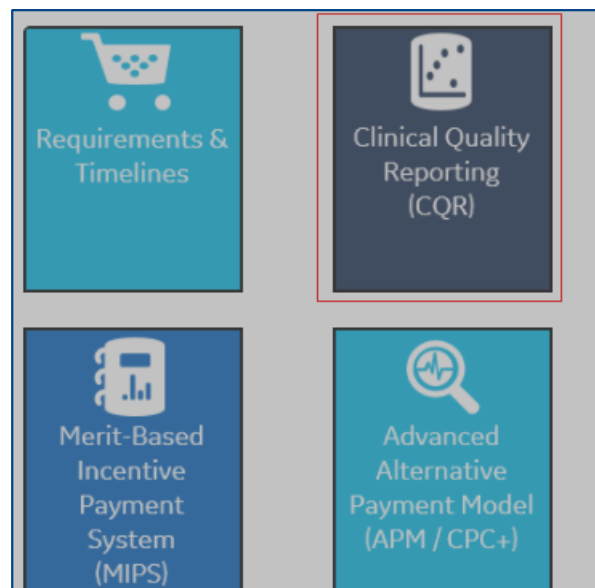 Requirements &
Timelines
Clinical Quality
Reporting
(CQR)
Merit-Based
Incentive
Payment
System
(MIPS)
Advanced
Alternative
Payment Model
(APM / CPC+)